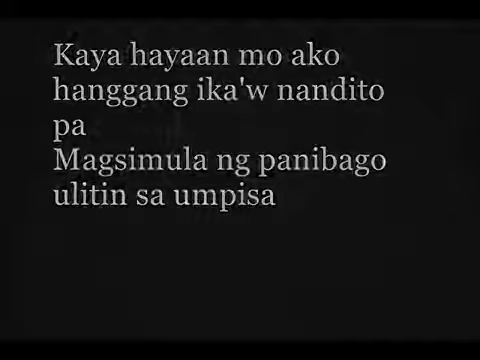 Kaya hayaan mo ako
hanggang ika'w nandito
pa
Magsimula ng panibago
ulitin sa umpisa